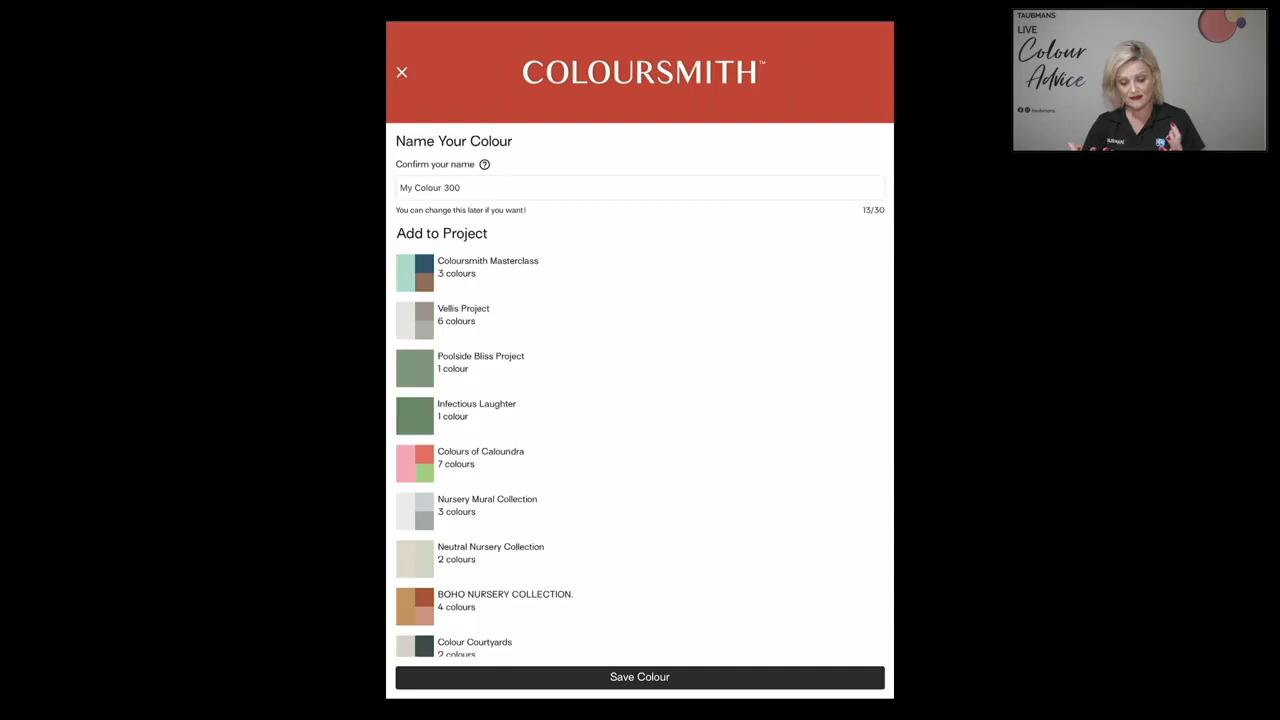 COLOURSMITH™
Name Your Colour
Confirm your name ?
My Colour 300
You can change this later if you want!
13/30
Add to Project
Coloursmith Masterclass
3 colours
Vellis Project
6 colours
Poolside Bliss Project
1 colour
Infectious Laughter
1 colour
Colours of Caloundra
7 colours
Nursery Mural Collection
3 colours
Neutral Nursery Collection
2 colours
BOHO NURSERY COLLECTION.
4 colours
Colour Courtyards
2 colours
Save Colour
TAUBMANS
LIVE
Colour
Advice
taubmans
TAUBMANS